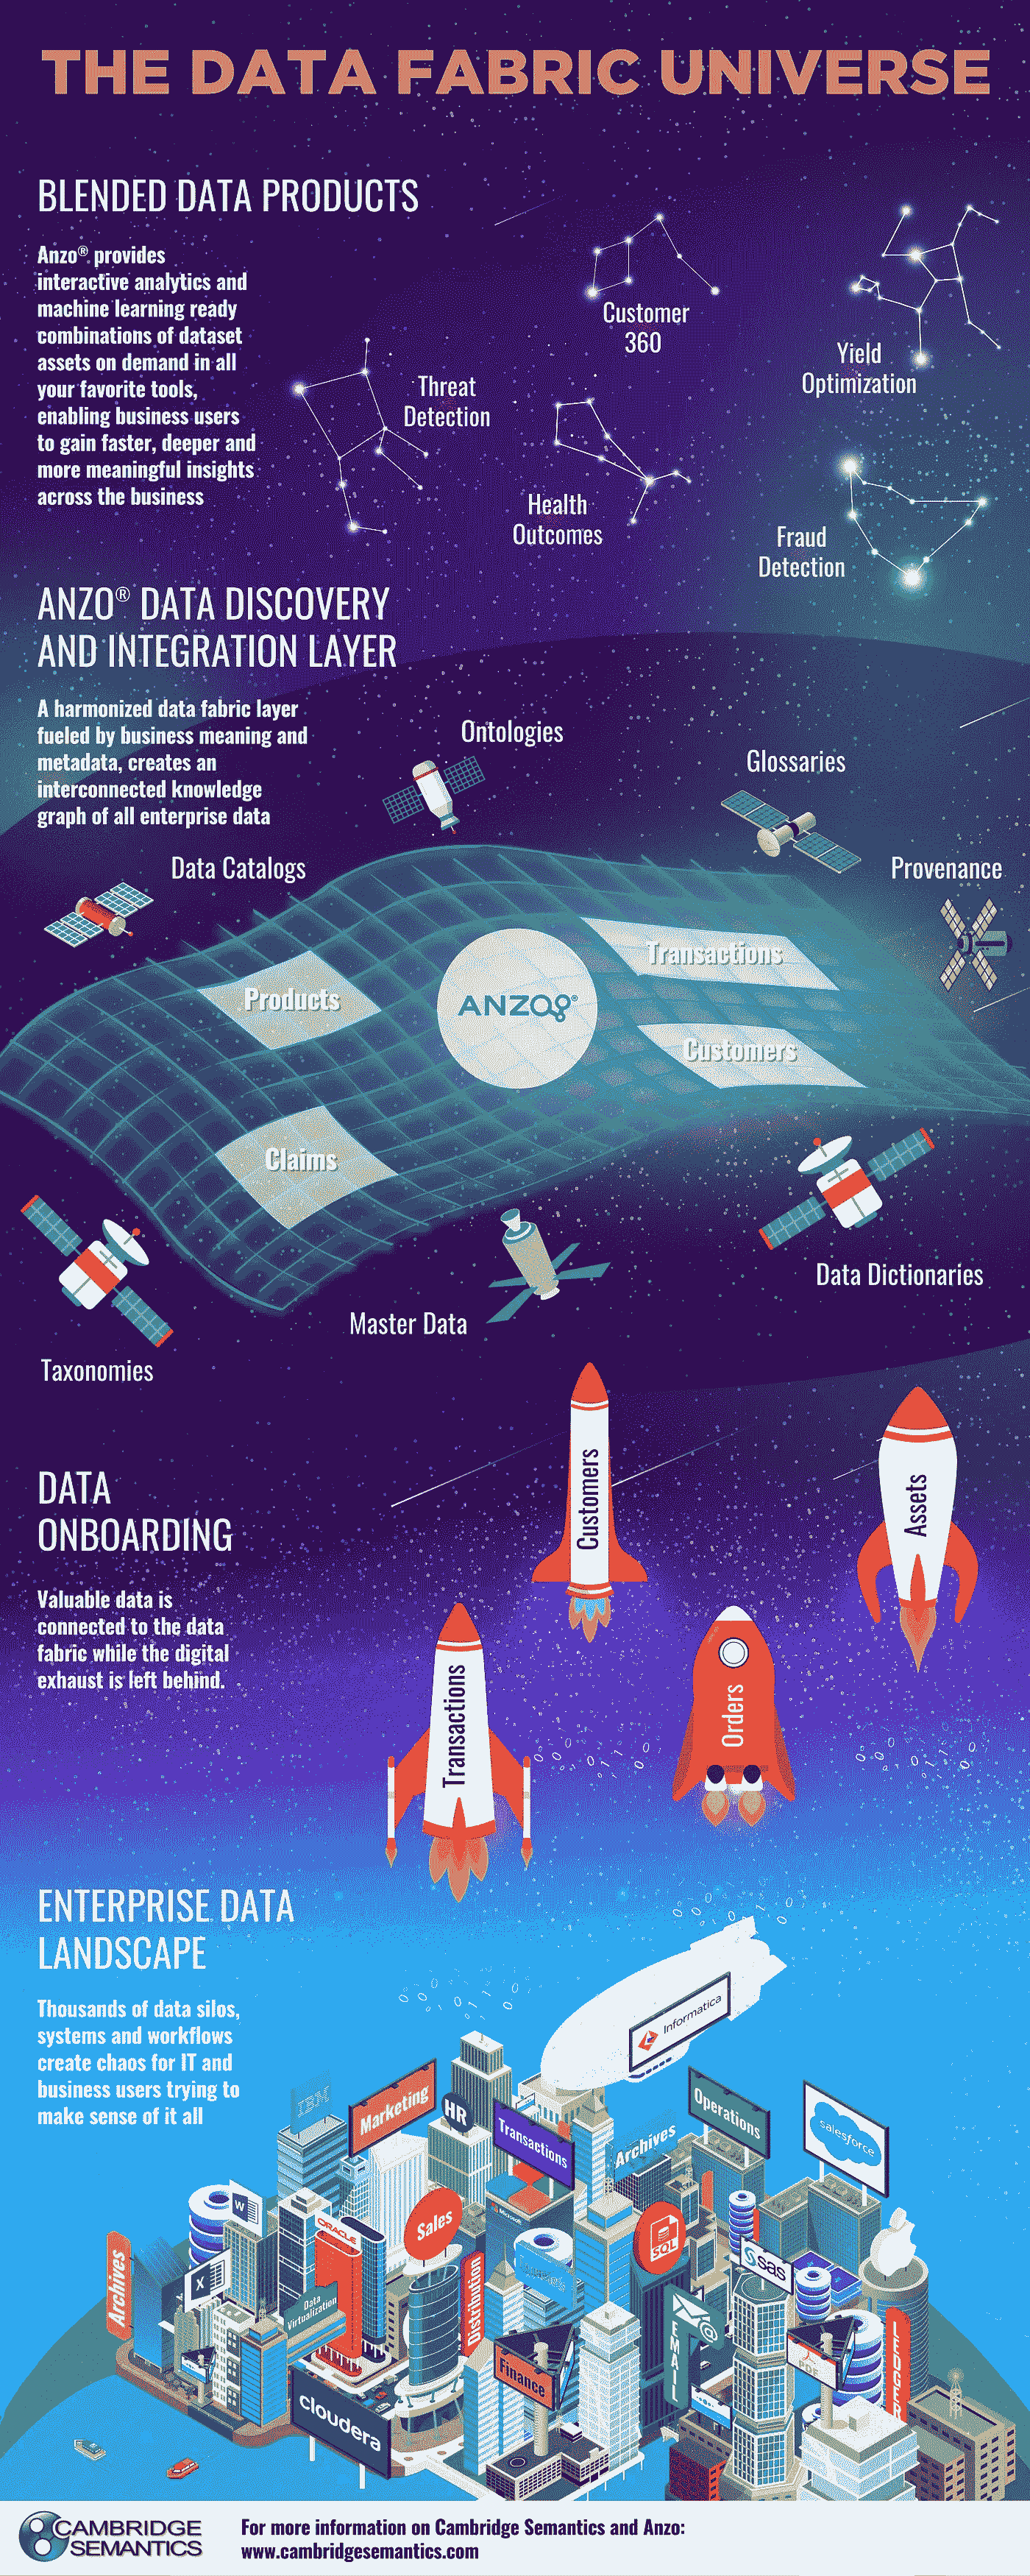 THE DATA FABRIC UNIVERSE
BLENDED DATA PRODUCTS
Anzo® provides
interactive analytics and
machine learning ready
combinations of dataset
assets on demand in all
your favorite tools,
enabling business users
to gain faster, deeper and
more meaningful insights
across the business
Customer
360
Yield
Optimization
Threat
Detection
Health
Outcomes
Fraud
Detection
ANZO® DATA DISCOVERY
AND INTEGRATION LAYER
A harmonized data fabric layer
fueled by business meaning and
metadata, creates an
interconnected knowledge
graph of all enterprise data
Ontologies
Glossaries
Data Catalogs
Provenance
Transactions
Products
ANZO®
Customers
Claims
Data Dictionaries
Master Data
Taxonomies
DATA
ONBOARDING
Valuable data is
connected to the data
fabric while the digital
exhaust is left behind.
Customers
Assets
Transactions
Orders
ENTERPRISE DATA
LANDSCAPE
Thousands of data silos,
systems and workflows
create chaos for IT and
business users trying to
make sense of it all
Informatica
IBM
Marketing
HR
Transactions
Archives
Operations
salesforce
W
Microsoft
ORACLE
Sales
SQL
sas
Archives
X
Data
Virtualization
Distribution
EMAIL
PDF
LEDGER
Finance
cloudera
CAMBRIDGE
SEMANTICS
For more information on Cambridge Semantics and Anzo:
www.cambridgesemantics.com